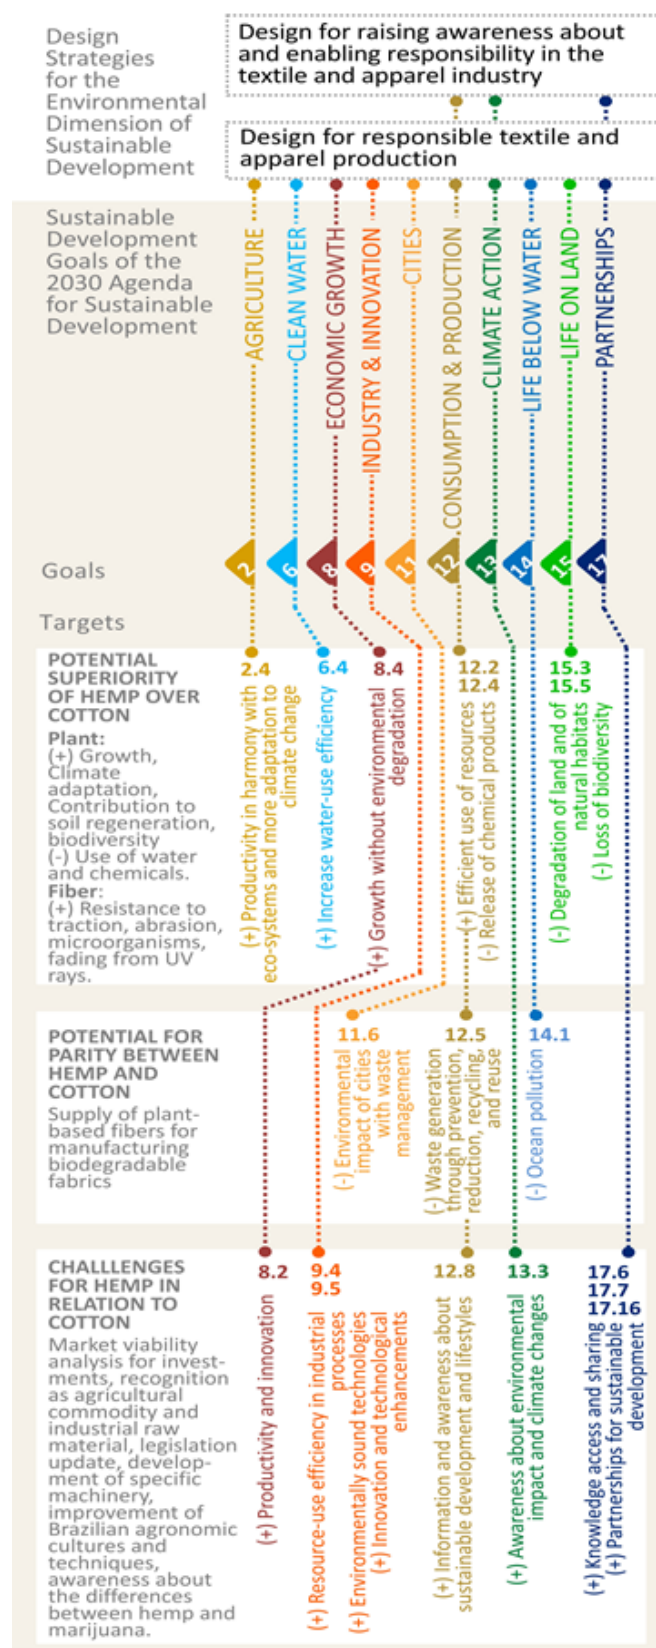 Design
Strategies
for the
Environmental
Dimension of
Sustainable
Development
Design for raising awareness about
and enabling responsibility in the
textile and apparel industry
Design for responsible textile and
apparel production
Sustainable
Development
Goals of the
2030 Agenda
for Sustainable
Development
AGRICULTURE
CLEAN WATER
ECONOMIC GROWTH
INDUSTRY & INNOVATION
CITIES
CONSUMPTION & PRODUCTION
CLIMATE ACTION
LIFE BELOW WATER
LIFE ON LAND
PARTNERSHIPS
Goals
2
6
8
9
11
12
13
14
15
17
Targets
POTENTIAL
SUPERIORITY
OF HEMP OVER
COTTON
Plant:
(+) Growth,
Climate
adaptation,
Contribution to
soil regeneration,
biodiversity
(-) Use of water
and chemicals.
Fiber:
(+) Resistance to
traction, abrasion,
microorganisms,
fading from UV
rays.
2.4
(+) Productivity in harmony with
eco-systems and more adaptation to
climate change
6.4
(+) Increase water-use efficiency
8.4
(+) Growth without environmental
degradation
12.2
12.4
(+) Efficient use of resources
(-) Release of chemical products
15.3
15.5
(-) Degradation of land and of
natural habitats
(-) Loss of biodiversity
POTENTIAL FOR
PARITY BETWEEN
HEMP AND
COTTON
Supply of plant-
based fibers for
manufacturing
biodegradable
fabrics
11.6
(-) Environmental
impact of cities
with waste
management
12.5
(-) Waste generation
through prevention,
reduction, recycling,
and reuse
14.1
(-) Ocean pollution
CHALLLENGES
FOR HEMP IN
RELATION TO
COTTON
Market viability
analysis for invest-
ments, recognition
as agricultural
commodity and
industrial raw
material, legislation
update, develop-
ment of specific
machinery,
improvement of
Brazilian agronomic
cultures and
techniques,
awareness about
the differences
between hemp and
marijuana.
8.2
(+) Productivity and innovation
9.4
9.5
(+) Resource-use efficiency in industrial
processes
(+) Environmentally sound technologies
(+) Innovation and technological
enhancements
12.8
(+) Information and awareness about
sustainable development and lifestyles
13.3
(+) Awareness about environmental
impact and climate changes
17.6
17.7
17.16
(+) Knowledge access and sharing
(+) Partnerships for sustainable
development